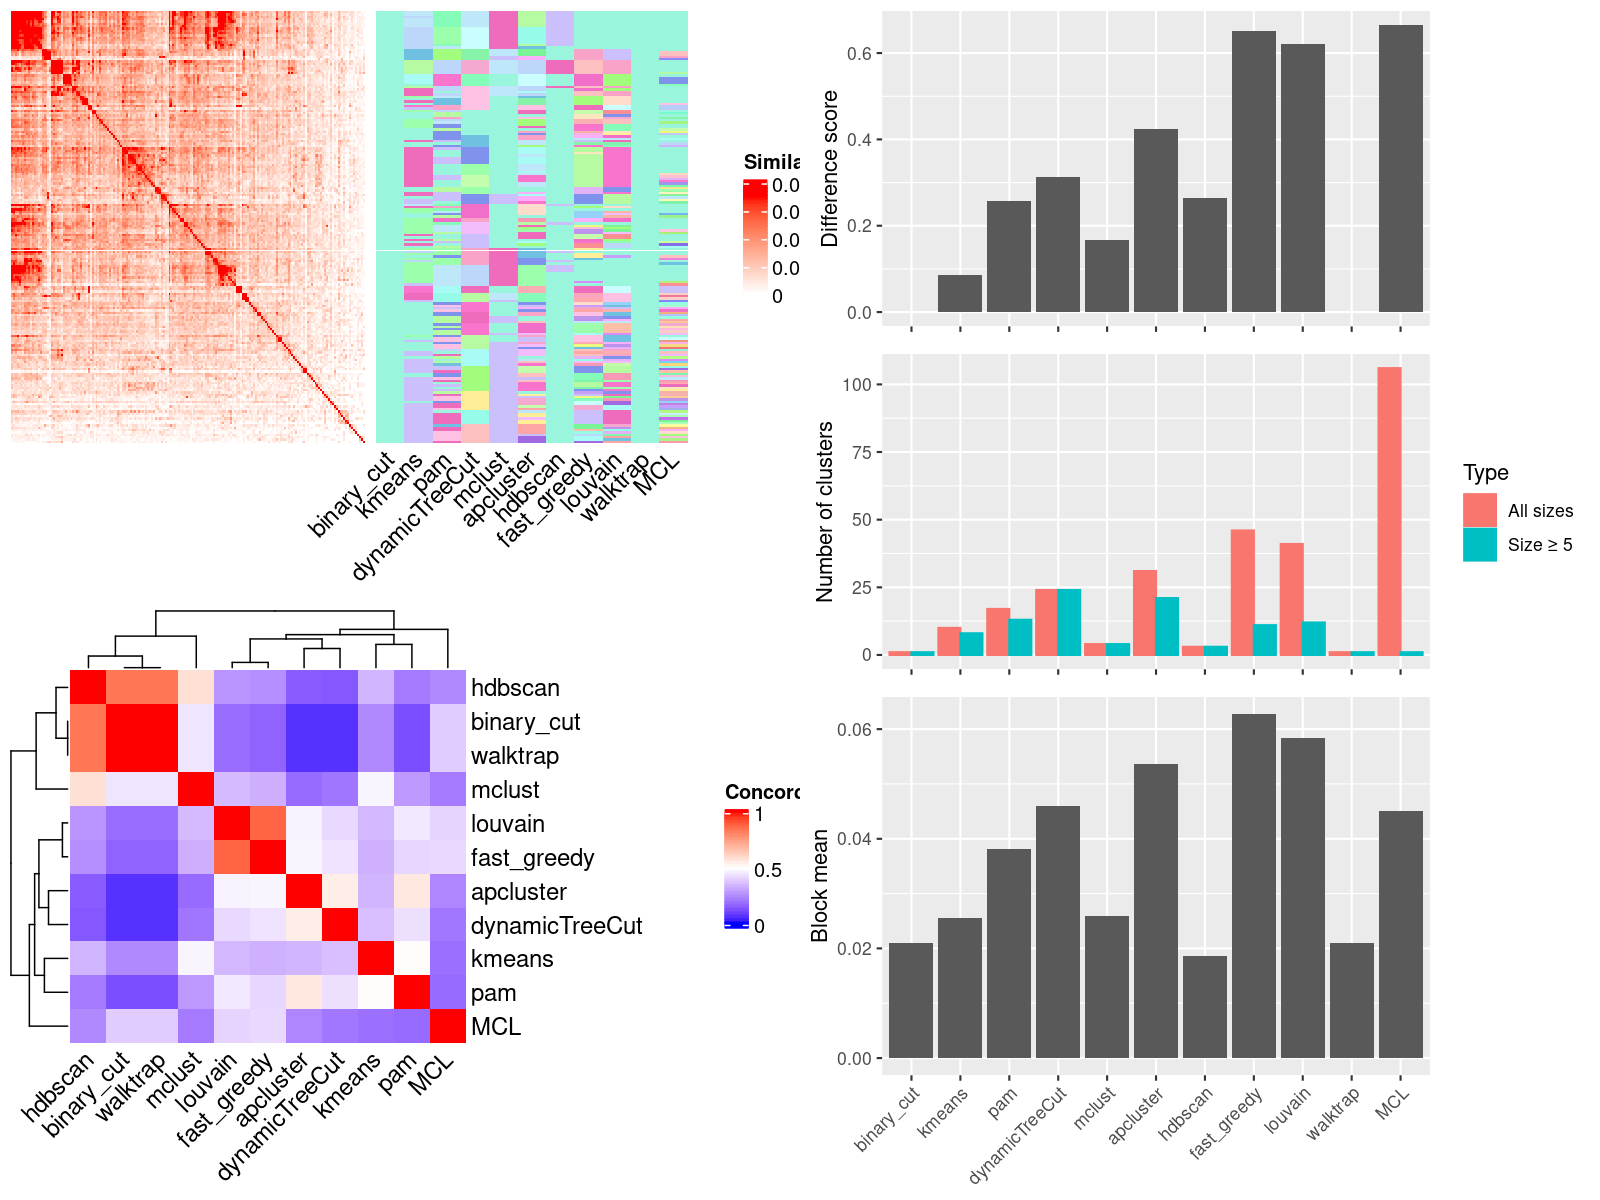 Simila
0.0
0.0
0.0
0.0
0
binary_cut
kmeans
pam
dynamicTreeCut
mclust
apcluster
hdbscan
fast_greedy
louvain
walktrap
MCL
hdbscan
binary_cut
walktrap
mclust
louvain
fast_greedy
apcluster
dynamicTreeCut
kmeans
pam
MCL
hdbscan
binary_cut
walktrap
mclust
louvain
fast_greedy
apcluster
dynamicTreeCut
kmeans
pam
MCL
Concord
1
0.5
0
Difference score
0.6
0.4
0.2
0.0
Number of clusters
100
75
50
25
0
Type
All sizes
Size ≥ 5
Block mean
0.06
0.04
0.02
0.00
binary_cut
kmeans
pam
dynamicTreeCut
mclust
apcluster
hdbscan
fast_greedy
louvain
walktrap
MCL